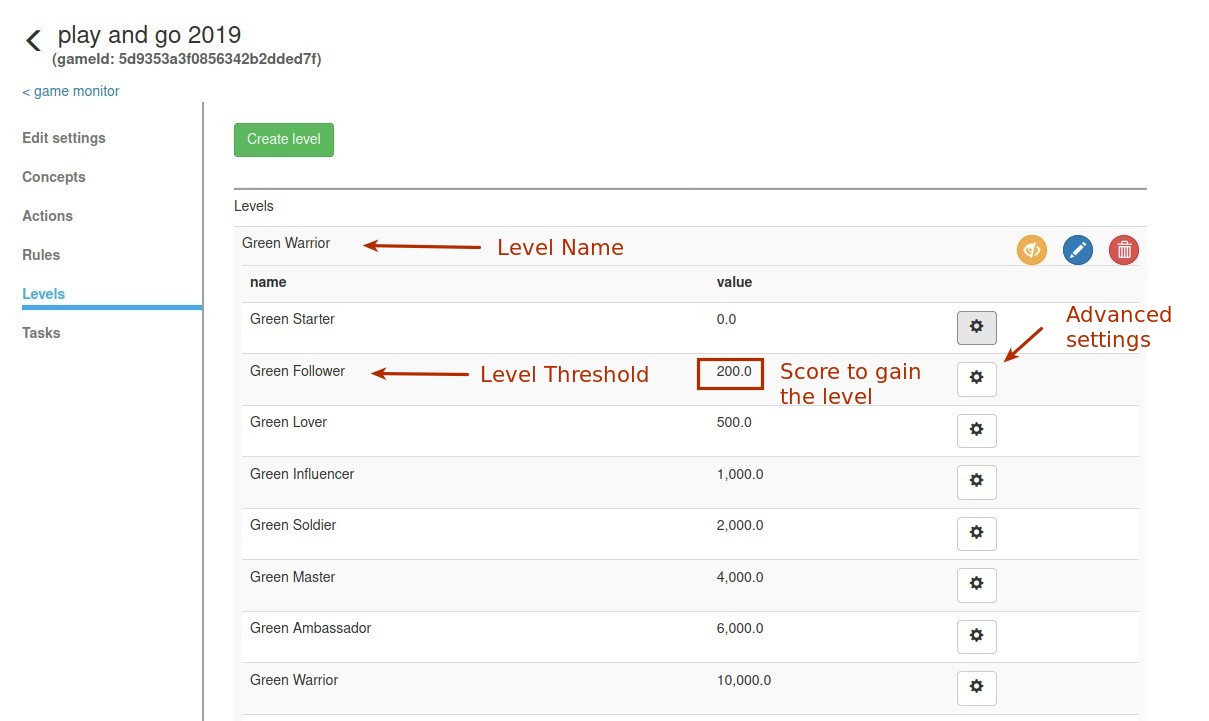 play and go 2019
(gameId: 5d9353a3f0856342b2dded7f)
< game monitor
Edit settings
Concepts
Actions
Rules
Levels
Tasks
Create level
Levels
Green Warrior
Level Name
name value
Green Starter 0.0
Advanced
settings
Green Follower
Level Threshold
200.0
Score to gain
the level
Green Lover 500.0
Green Influencer 1,000.0
Green Soldier 2,000.0
Green Master 4,000.0
Green Ambassador 6,000.0
Green Warrior 10,000.0